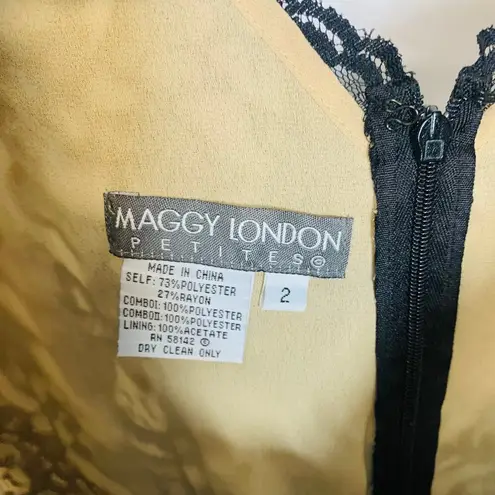 MAGGY LONDON
PETITES©
MADE IN CHINA
SELF: 73%POLYESTER
27%RAYON
COMBOI: 100%POLYESTER
COMBOII: 100%POLYESTER
LINING: 100%ACETATE
RN 58142 ©
DRY CLEAN ONLY
2